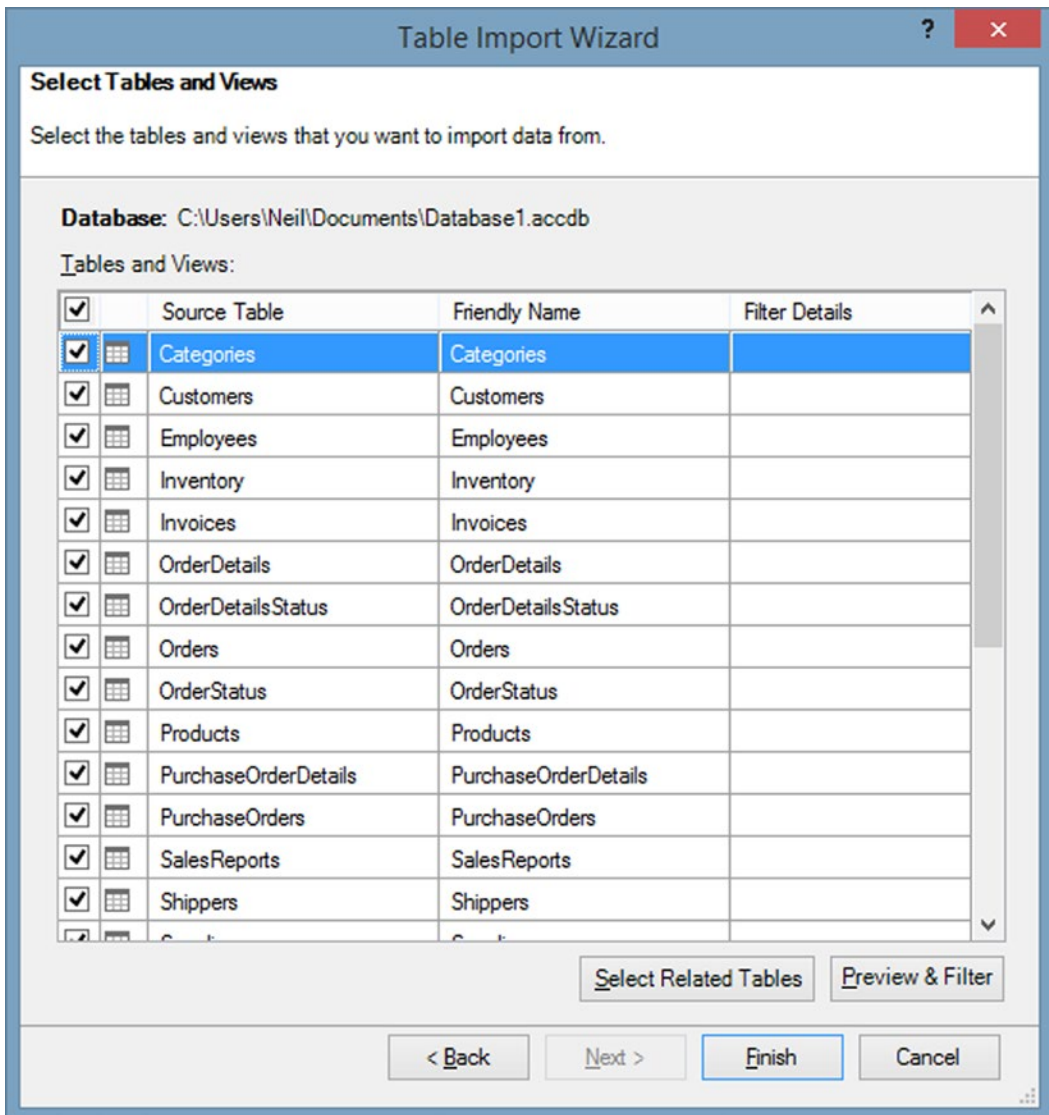 Table Import Wizard
?
Select Tables and Views
Select the tables and views that you want to import data from.
Database: C:\Users\Neil\Documents\Database1.accdb
Tables and Views:
Source Table Friendly Name Filter Details
Categories Categories
Customers Customers
Employees Employees
Inventory Inventory
Invoices Invoices
OrderDetails OrderDetails
OrderDetailsStatus OrderDetailsStatus
Orders Orders
OrderStatus OrderStatus
Products Products
PurchaseOrderDetails PurchaseOrderDetails
PurchaseOrders PurchaseOrders
SalesReports SalesReports
Shippers Shippers
Select Related Tables Preview & Filter
< Back Next > Finish Cancel